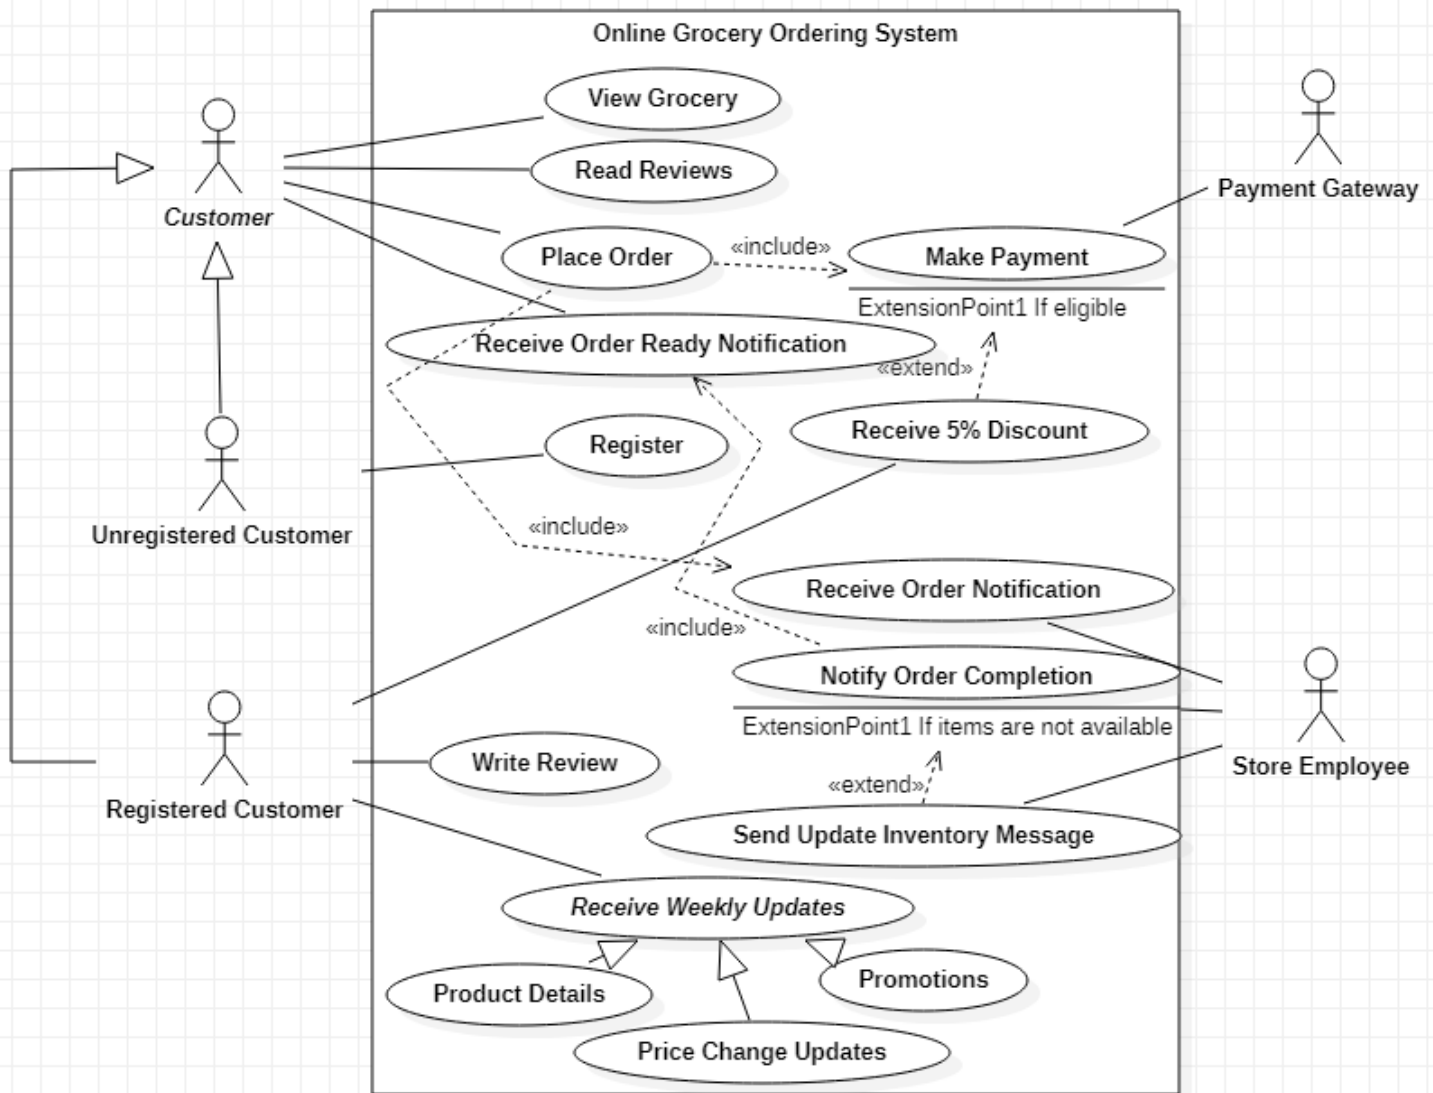 Online Grocery Ordering System
View Grocery
Read Reviews
Payment Gateway
Customer
Place Order
«include»
Make Payment
ExtensionPoint1 If eligible
Receive Order Ready Notification
«extend»
Receive 5% Discount
Register
Unregistered Customer
«include»
Receive Order Notification
«include»
Notify Order Completion
ExtensionPoint1 If items are not available
Write Review
Store Employee
«extend»
Registered Customer
Send Update Inventory Message
Receive Weekly Updates
Promotions
Product Details
Price Change Updates